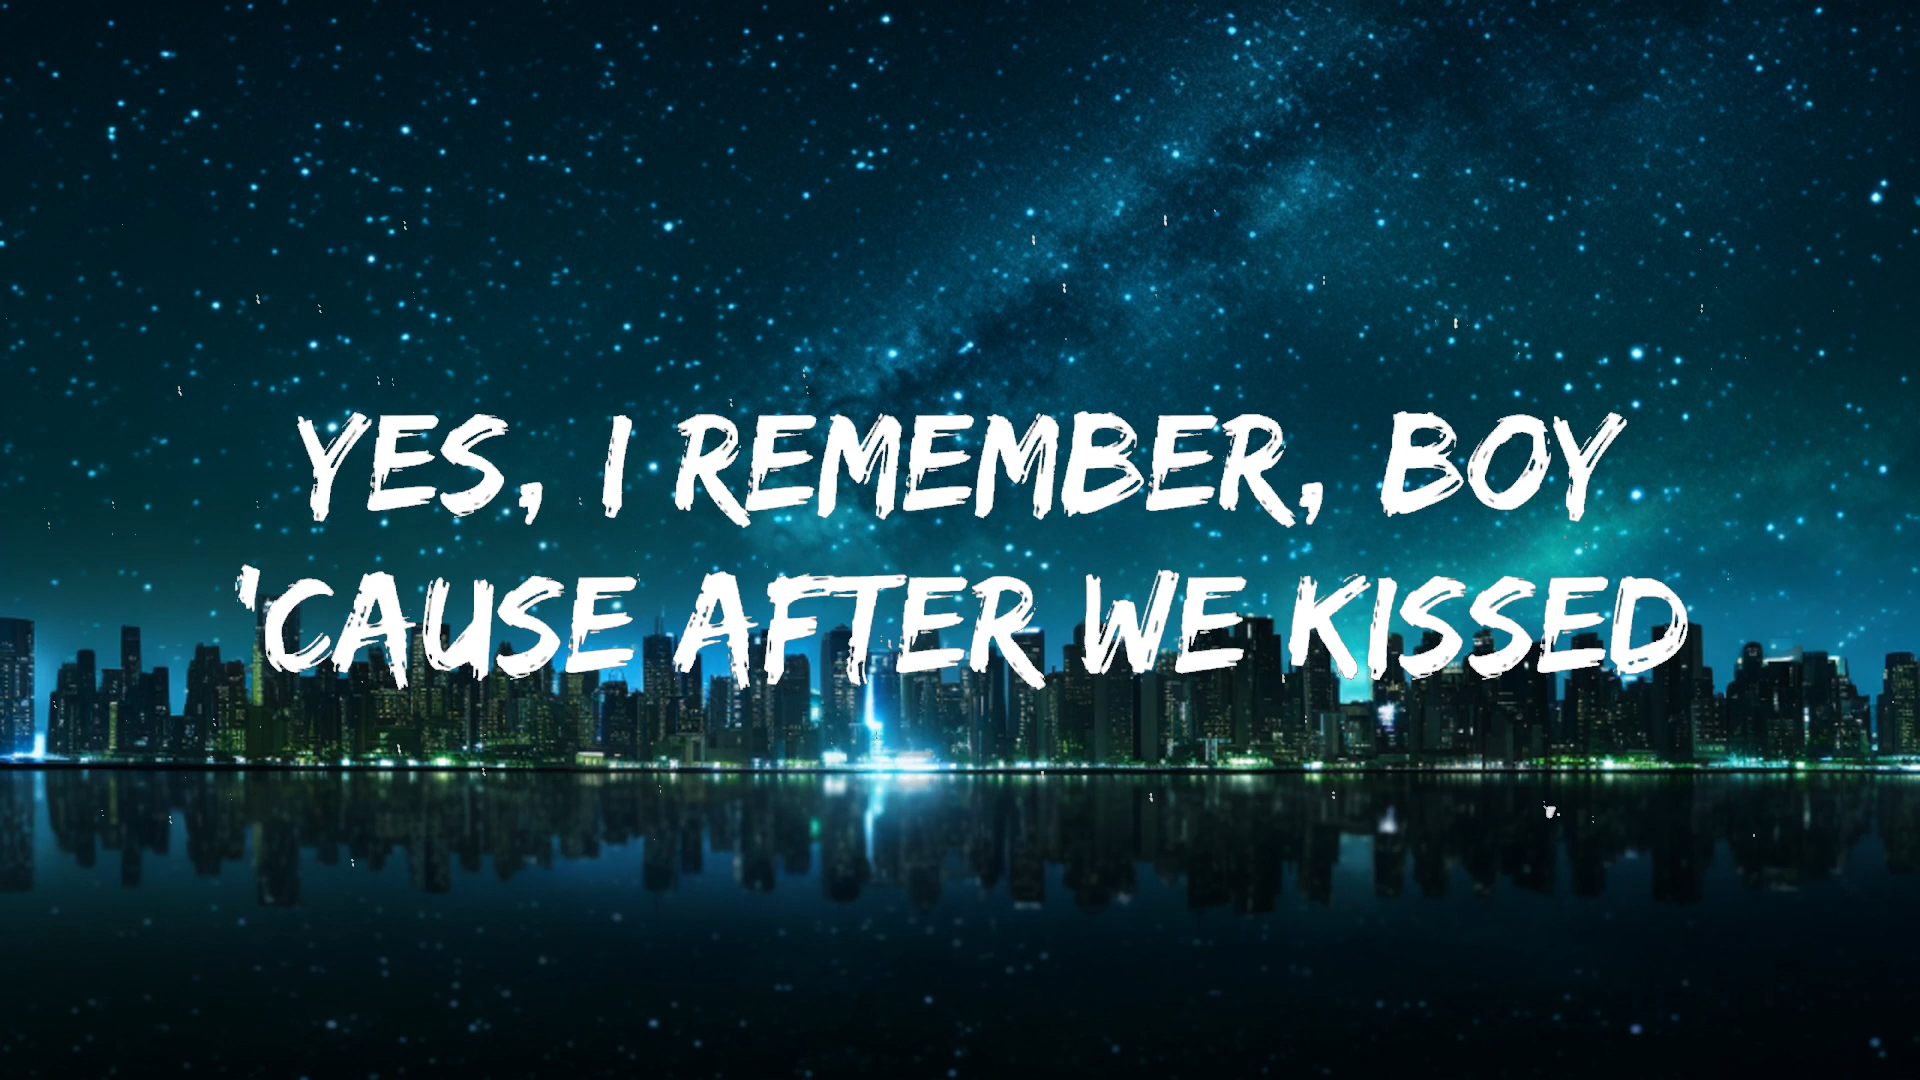 YES, I REMEMBER, BOY
'CAUSE AFTER WE KISSED